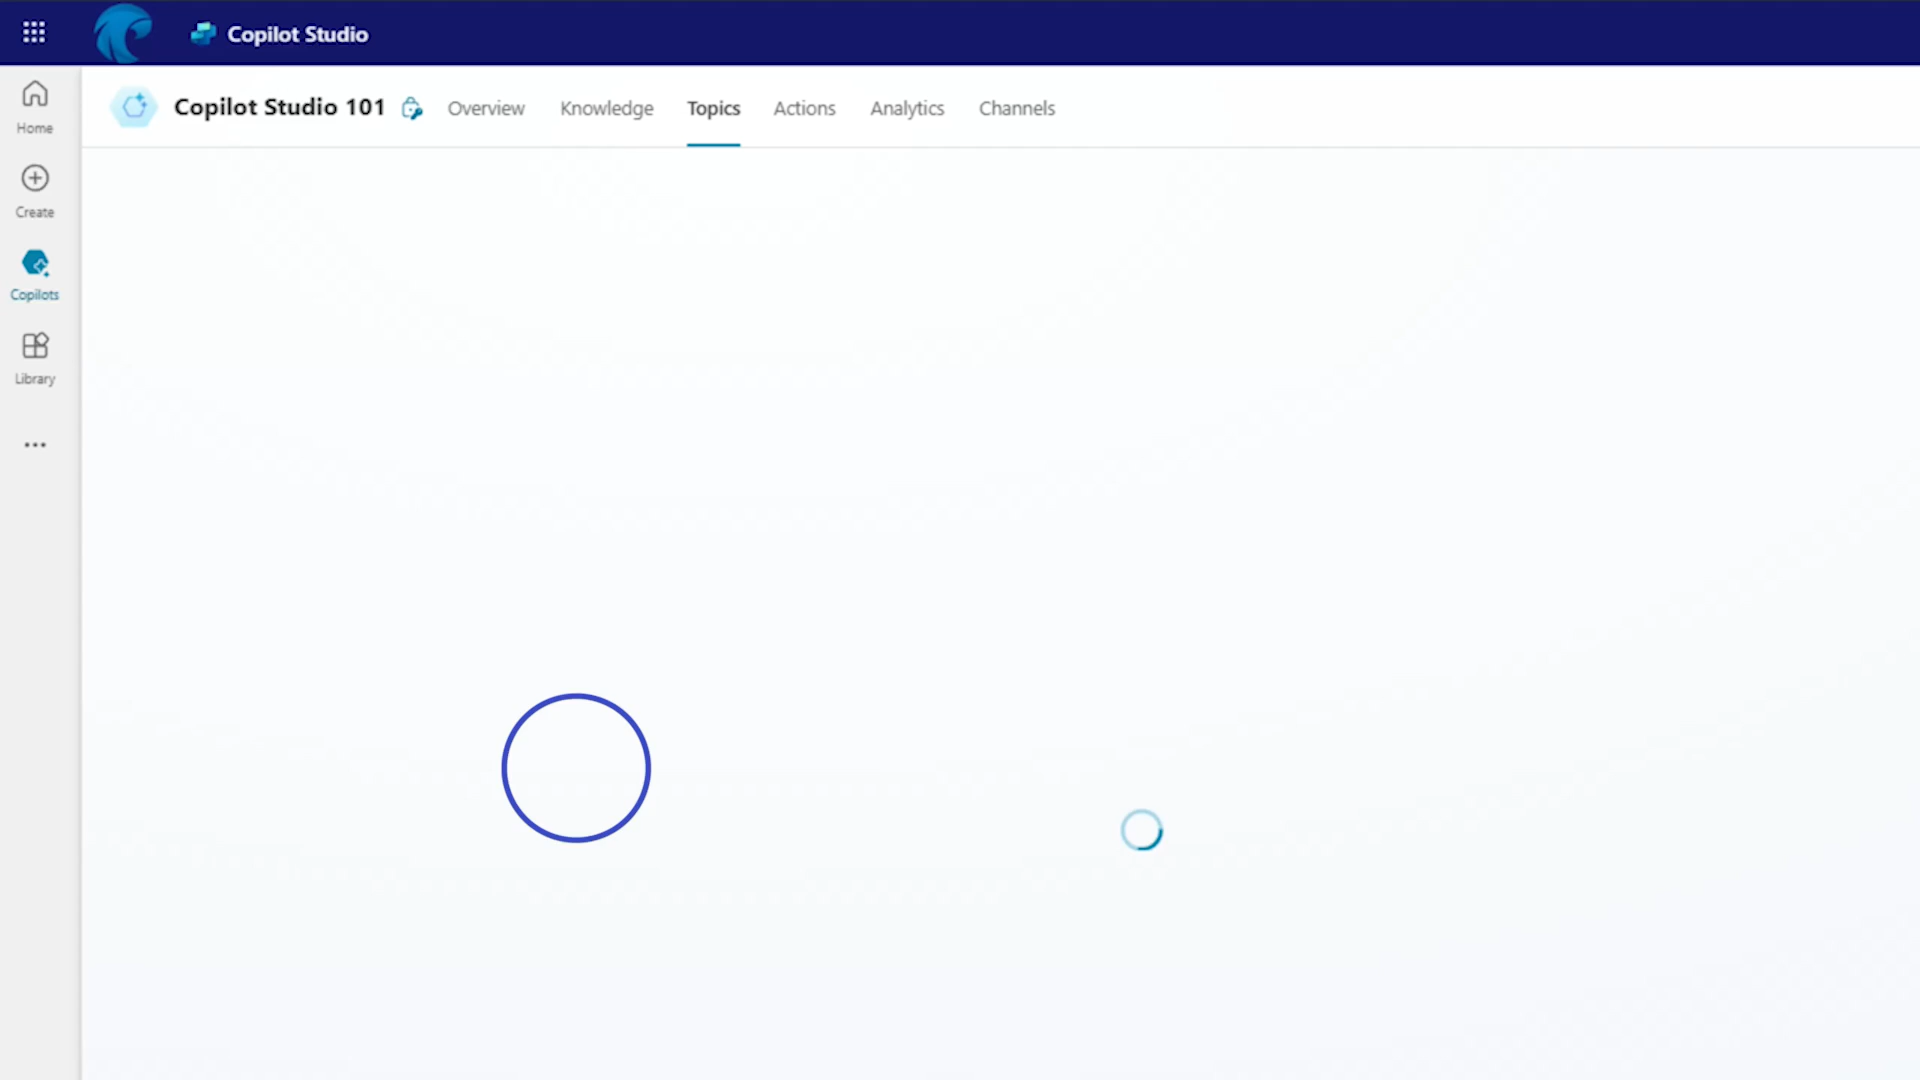 Copilot Studio
Copilot Studio 101 Overview Knowledge Topics Actions Analytics Channels
Home
Create
Copilots
Library